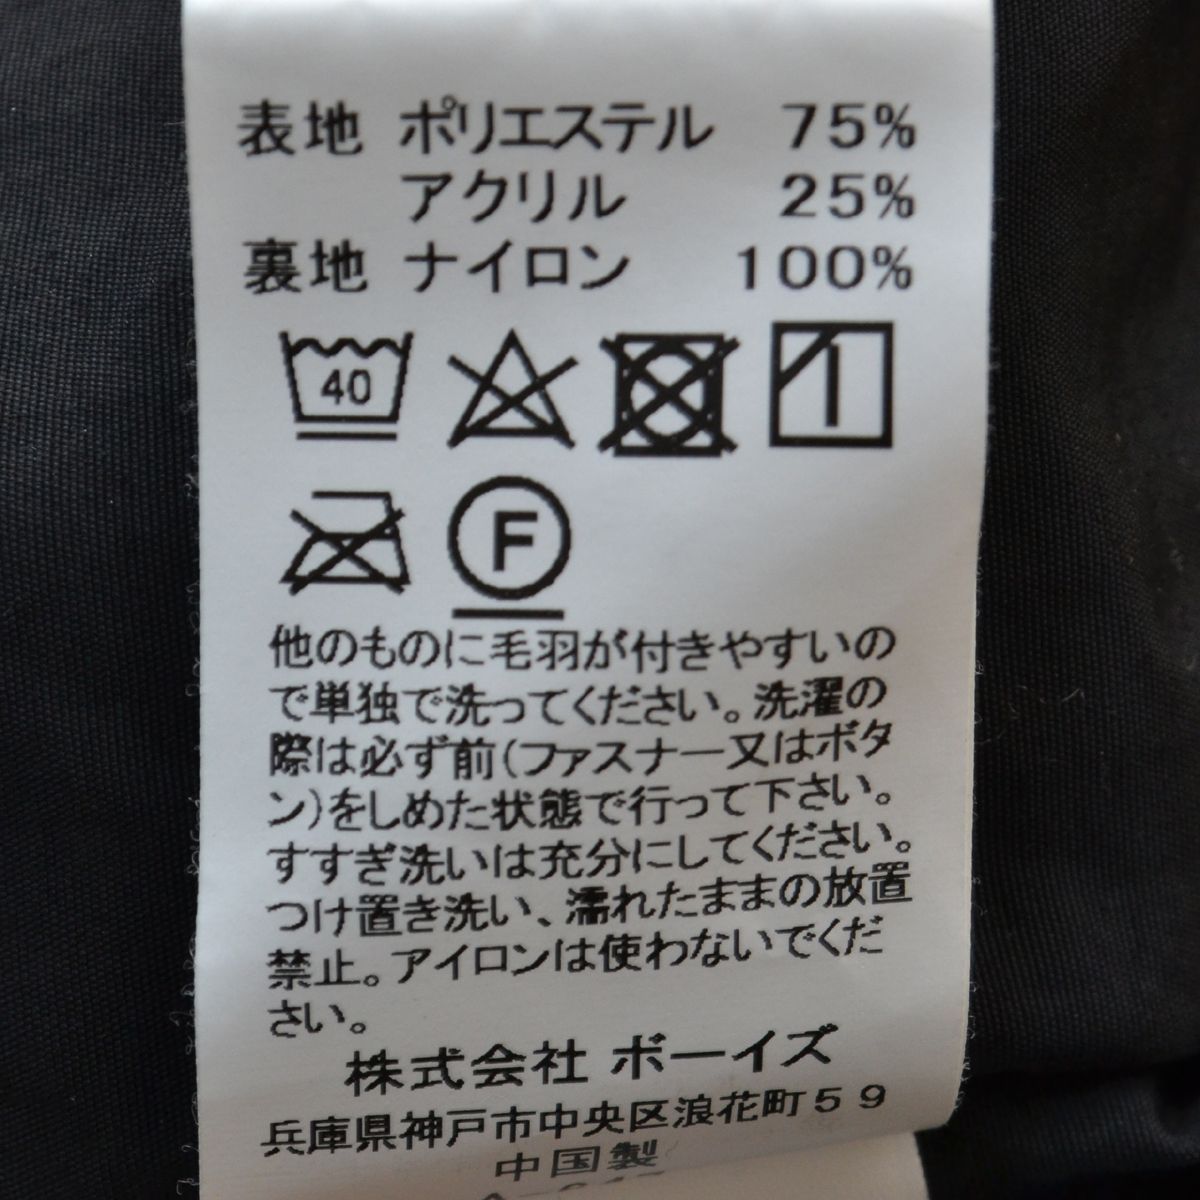 表地 ポリエステル 75%
アクリル 25%
裏地 ナイロン 100%
40
F
他のものに毛羽が付きやすいの
で単独で洗ってください。洗濯の
際は必ず前(ファスナー又はボタ
ン)をしめた状態で行って下さい。
すすぎ洗いは充分にしてください。
つけ置き洗い、濡れたままの放置
禁止。アイロンは使わないでくだ
さい。
株式会社 ボーイズ
兵庫県神戸市中央区浪花町59
中国製